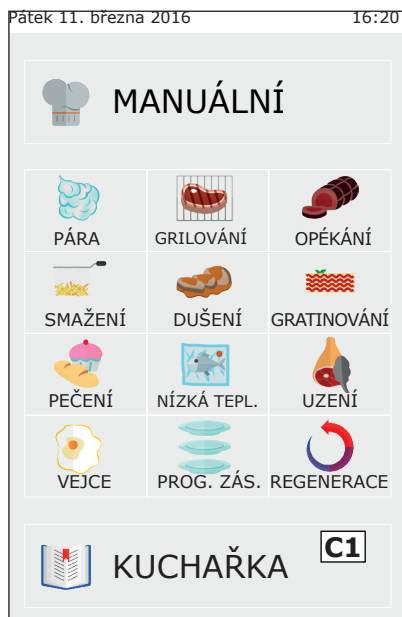 Pátek 11. března 2016 16:20
MANUÁLNÍ
PÁRA GRILOVÁNÍ OPÉKÁNÍ
SMAŽENÍ DUŠENÍ GRATINOVÁNÍ
PEČENÍ NÍZKÁ TEPL. UZENÍ
VEJCE PROG. ZÁS. REGENERACE
C1
KUCHAŘKA